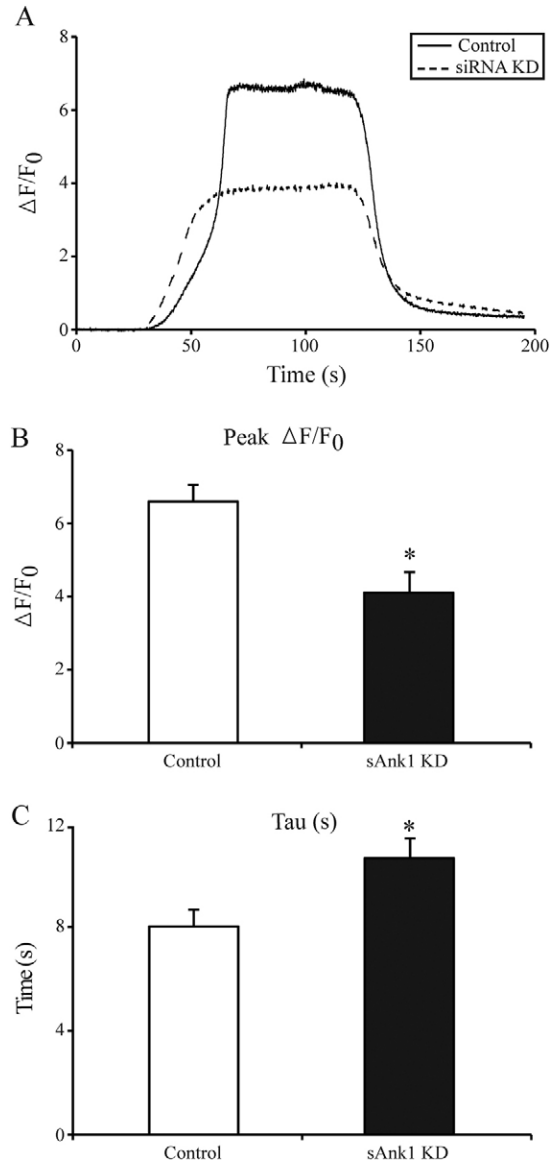 A
8
6
4
2
0
ΔF/F0
Control
siRNA KD
0
50
100
150
200
Time (s)
B
Peak ΔF/F0
8
6
4
2
0
ΔF/F0
*
Control
sAnk1 KD
C
Tau (s)
12
8
4
0
Time(s)
*
Control
sAnk1 KD